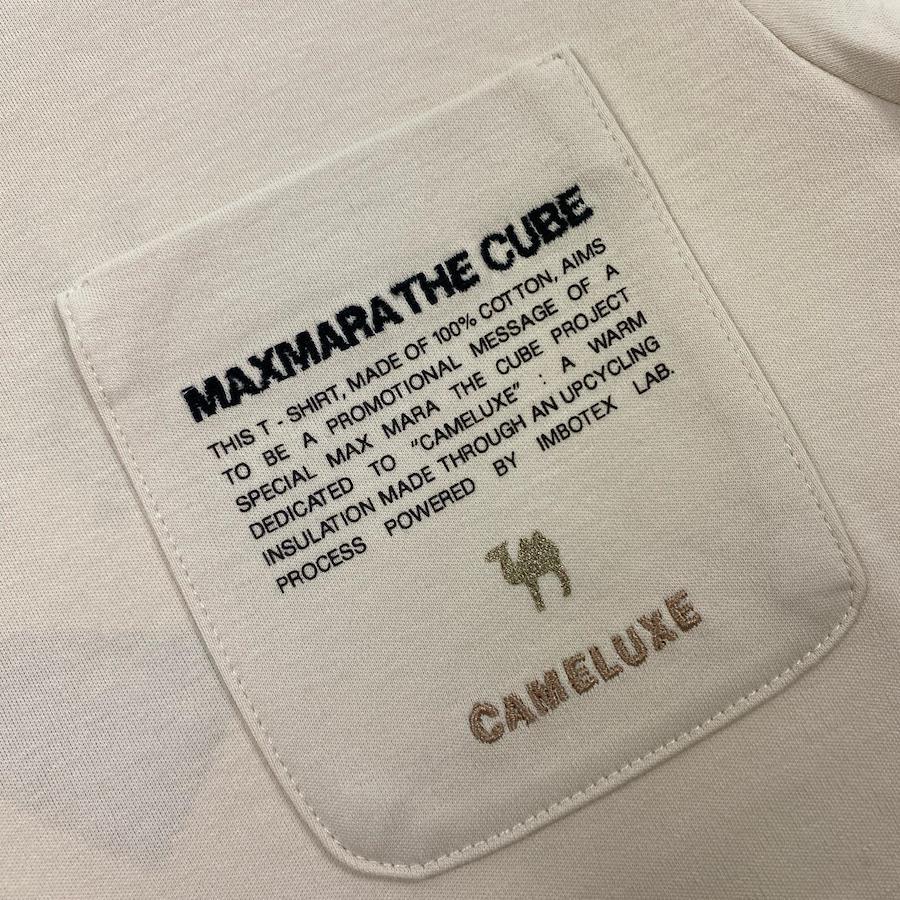 MAXMARA THE CUBE
THIS T - SHIRT, MADE OF 100% COTTON, AIMS
TO BE A PROMOTIONAL MESSAGE OF A
SPECIAL MAX MARA THE CUBE PROJECT
DEDICATED TO “CAMELUXE” : A WARM
INSULATION MADE THROUGH AN UPCYCLING
PROCESS POWERED BY IMBOTEX LAB.
CAMELUXE